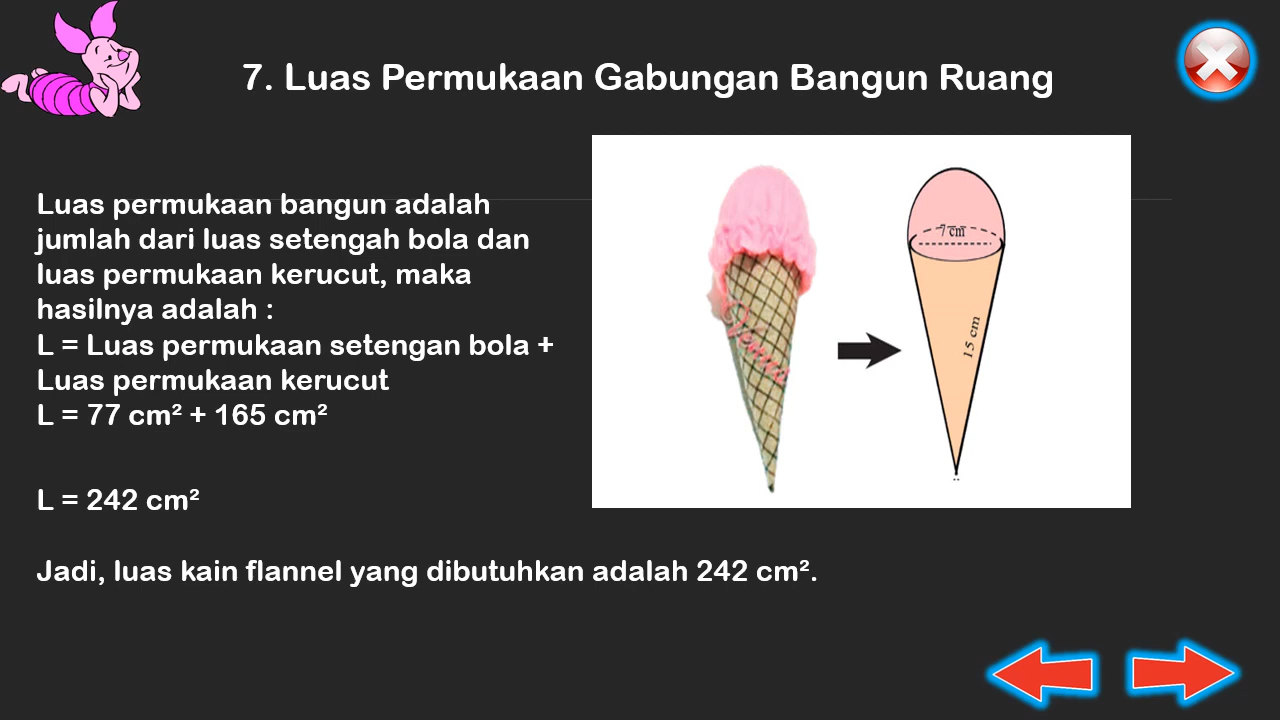 7. Luas Permukaan Gabungan Bangun Ruang
Luas permukaan bangun adalah
jumlah dari luas setengah bola dan
luas permukaan kerucut, maka
hasilnya adalah :
L = Luas permukaan setengan bola +
Luas permukaan kerucut
L = 77 cm² + 165 cm²
L = 242 cm²
Jadi, luas kain flannel yang dibutuhkan adalah 242 cm².
7 cm
15 cm